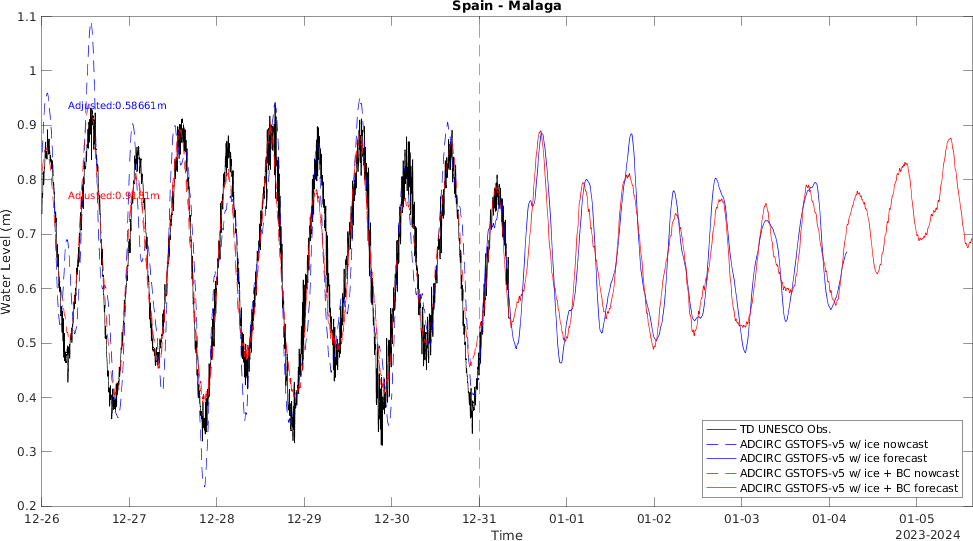 Spain - Malaga
1.1
1
0.9
0.8
0.7
0.6
0.5
0.4
0.3
0.2
Water Level (m)
Adjusted:0.58661m
TD UNESCO Obs.
ADCIRC GSTOFS-v5 w/ ice nowcast
ADCIRC GSTOFS-v5 w/ ice forecast
ADCIRC GSTOFS-v5 w/ ice + BC nowcast
ADCIRC GSTOFS-v5 w/ ice + BC forecast
12-26 12-27 12-28 12-29 12-30 12-31 01-01 01-02 01-03 01-04 01-05
Time
2023-2024